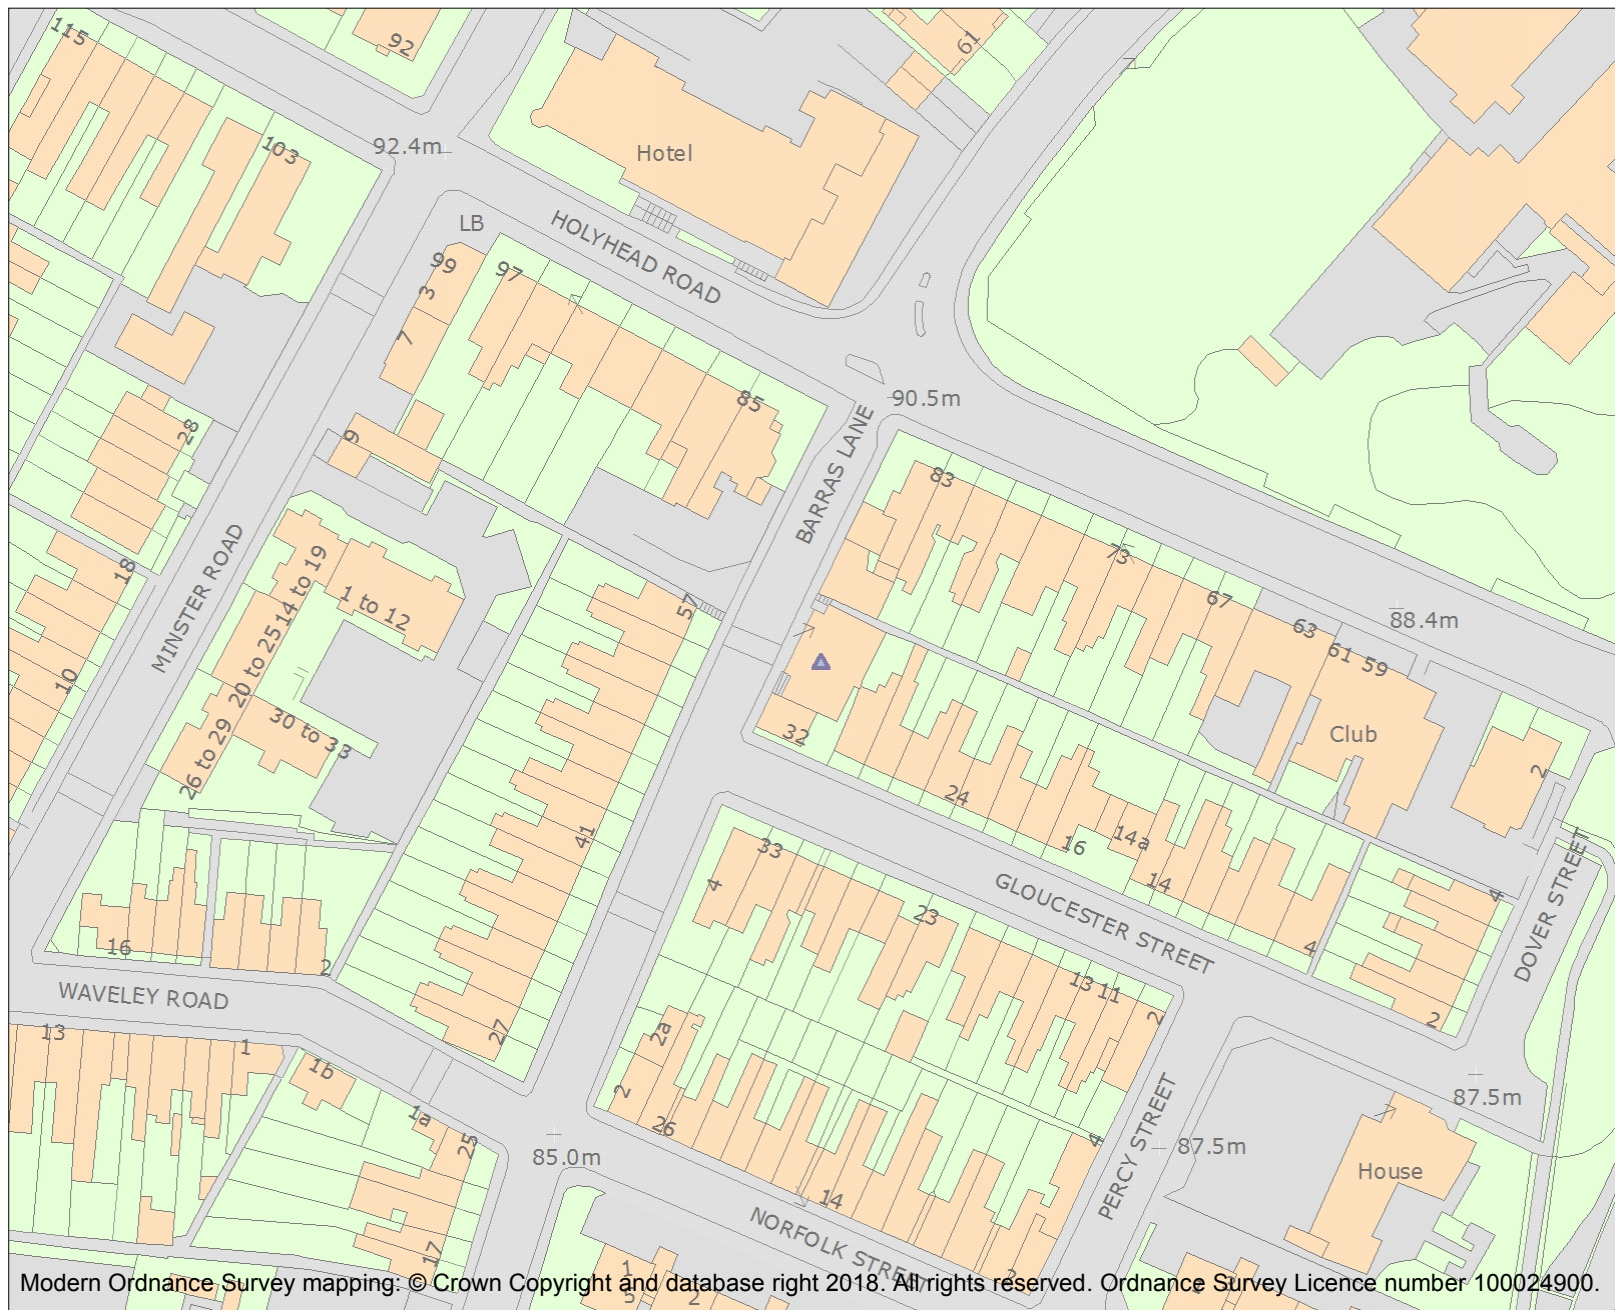 115
92
61
103
92.4m
Hotel
LB
HOLYHEAD ROAD
99
97
3
7
85
90.5m
9
28
BARRAS LANE
83
73
67
63
61
59
88.4m
18
MINSTER ROAD
14 to 19
1 to 12
57
20 to 25
10
30 to 33
26 to 29
32
Club
2
24
14a
16
14
41
33
4
GLOUCESTER STREET
23
4
4
DOVER STREET
16
2
WAVELEY ROAD
13 11
2
2
13
1
1b
27
2a
2
26
1a
25
85.0m
4
PERCY STREET
87.5m
87.5m
House
14
NORFOLK STREET
17
1
5
2
2
1
Modern Ordnance Survey mapping: © Crown Copyright and database right 2018. All rights reserved. Ordnance Survey Licence number 100024900.